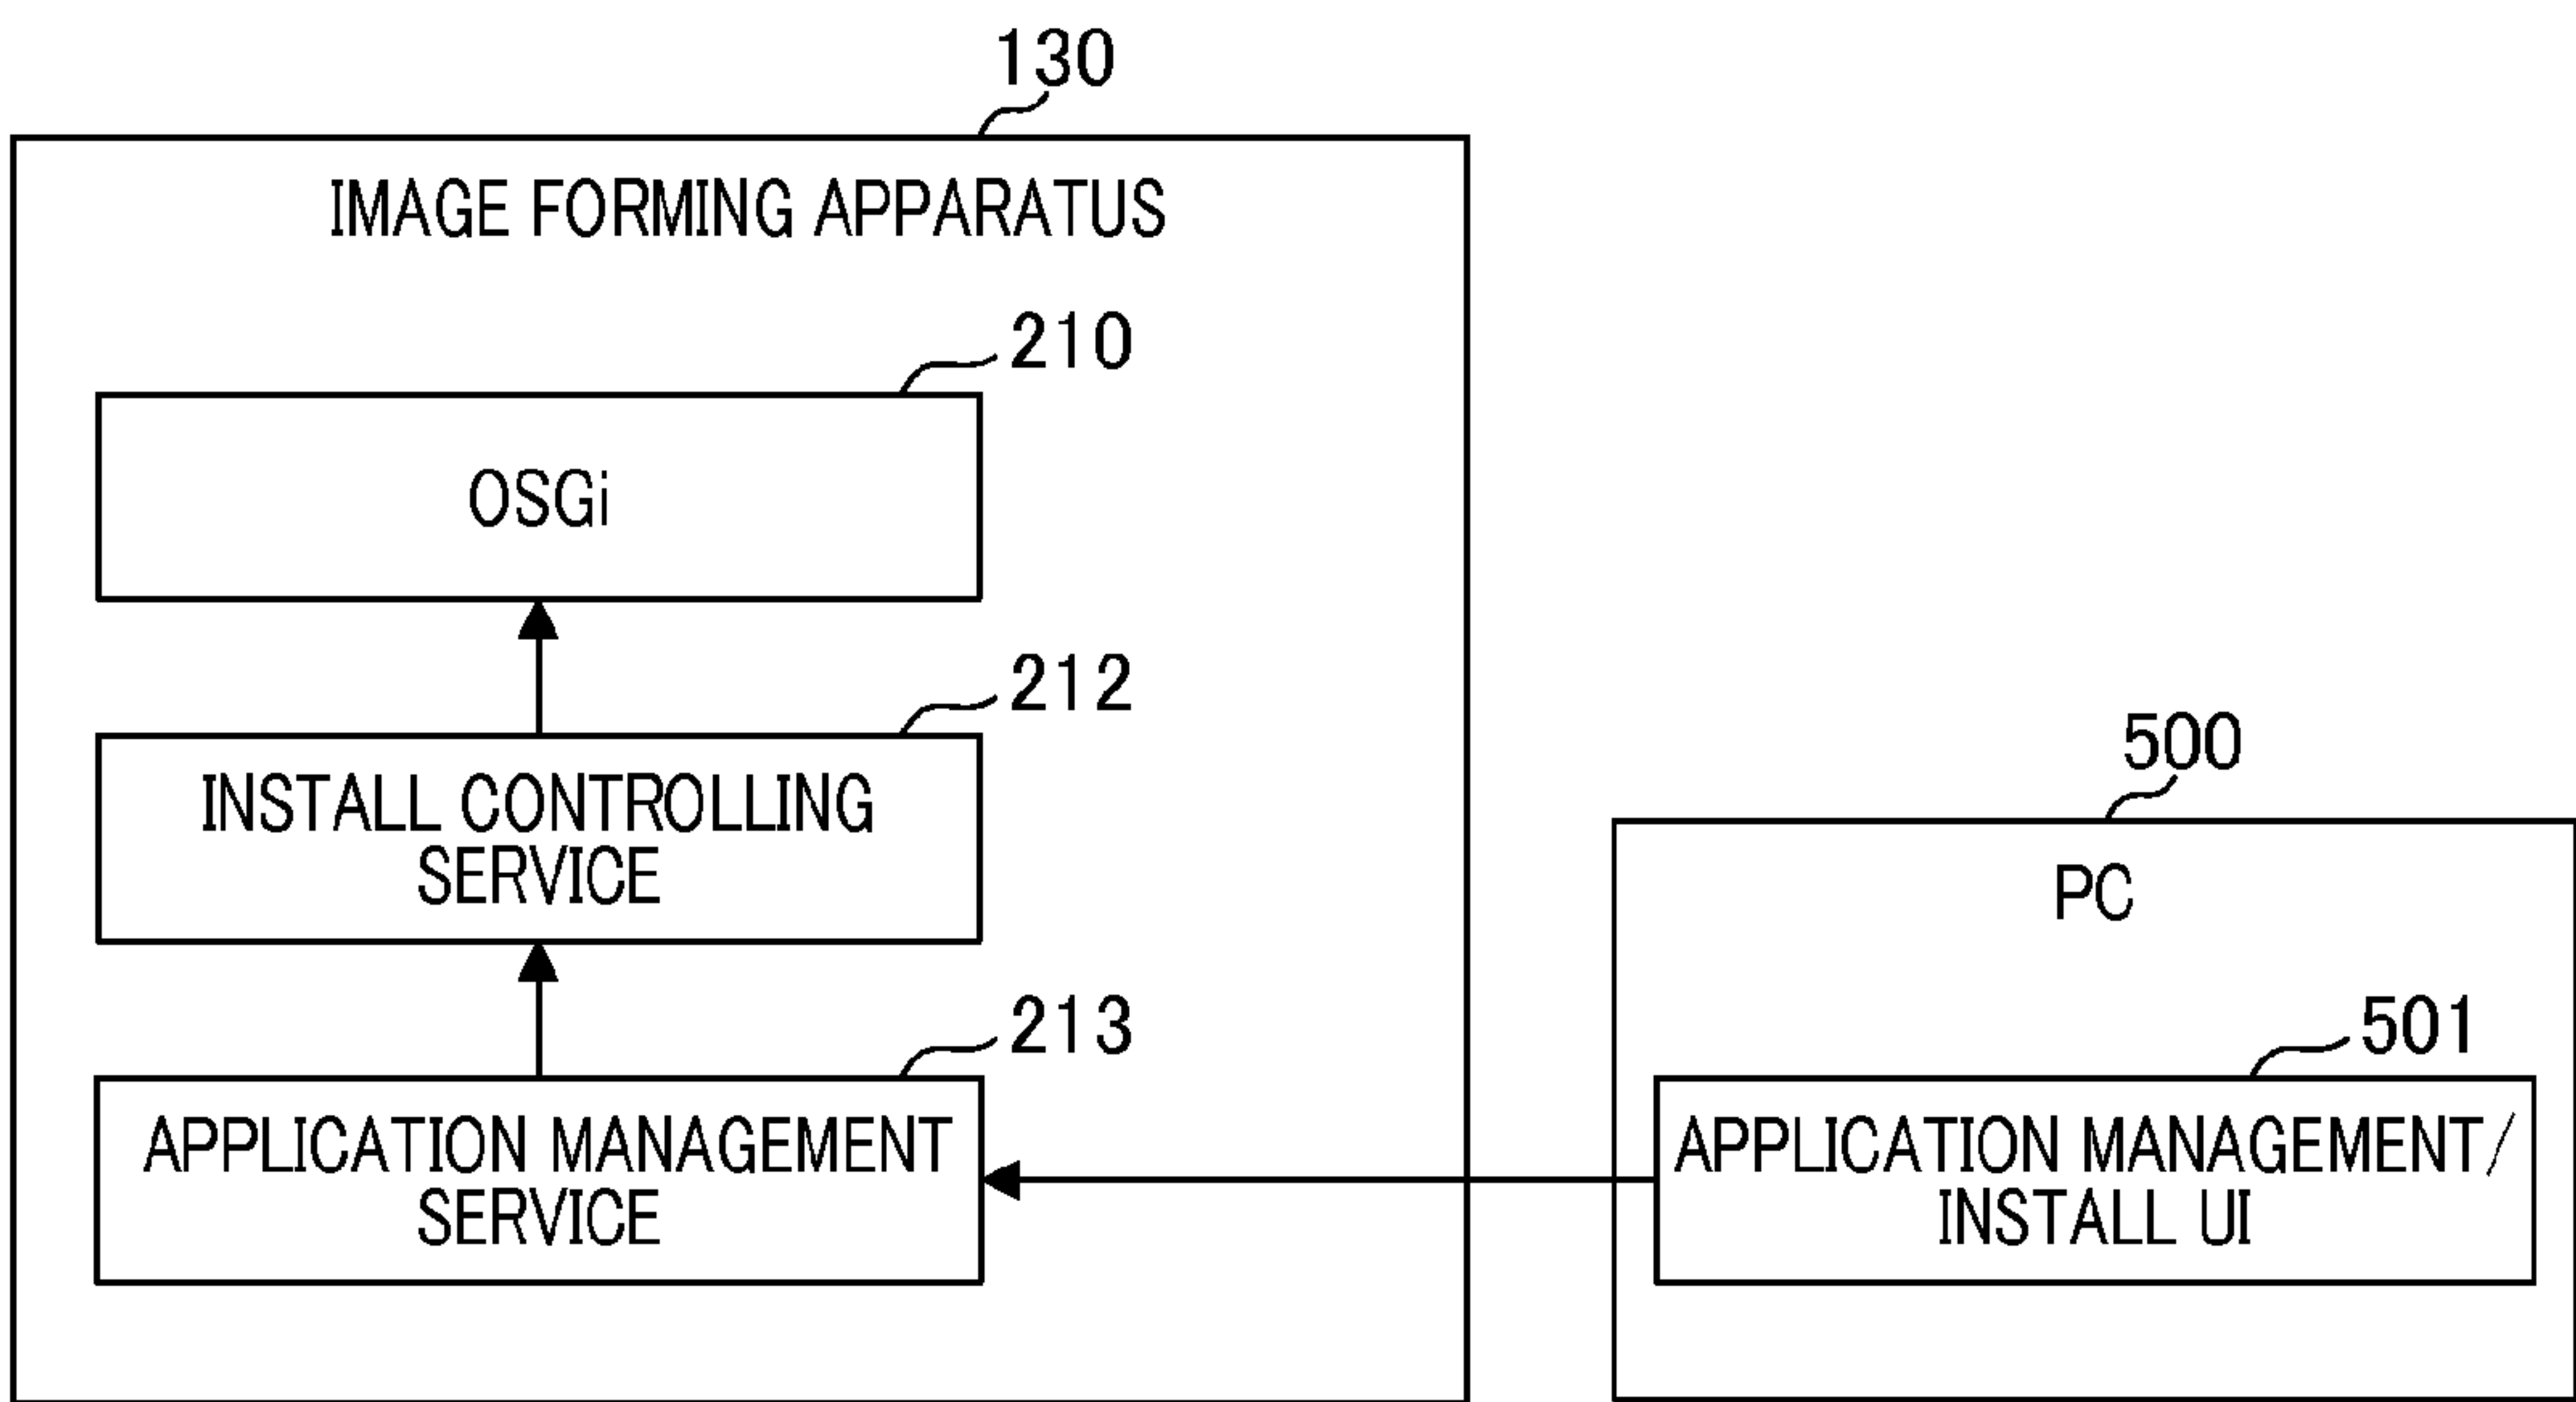 130
IMAGE FORMING APPARATUS
210
OSGi
212
INSTALL CONTROLLING
SERVICE
213
APPLICATION MANAGEMENT
SERVICE
500
PC
501
APPLICATION MANAGEMENT/
INSTALL UI